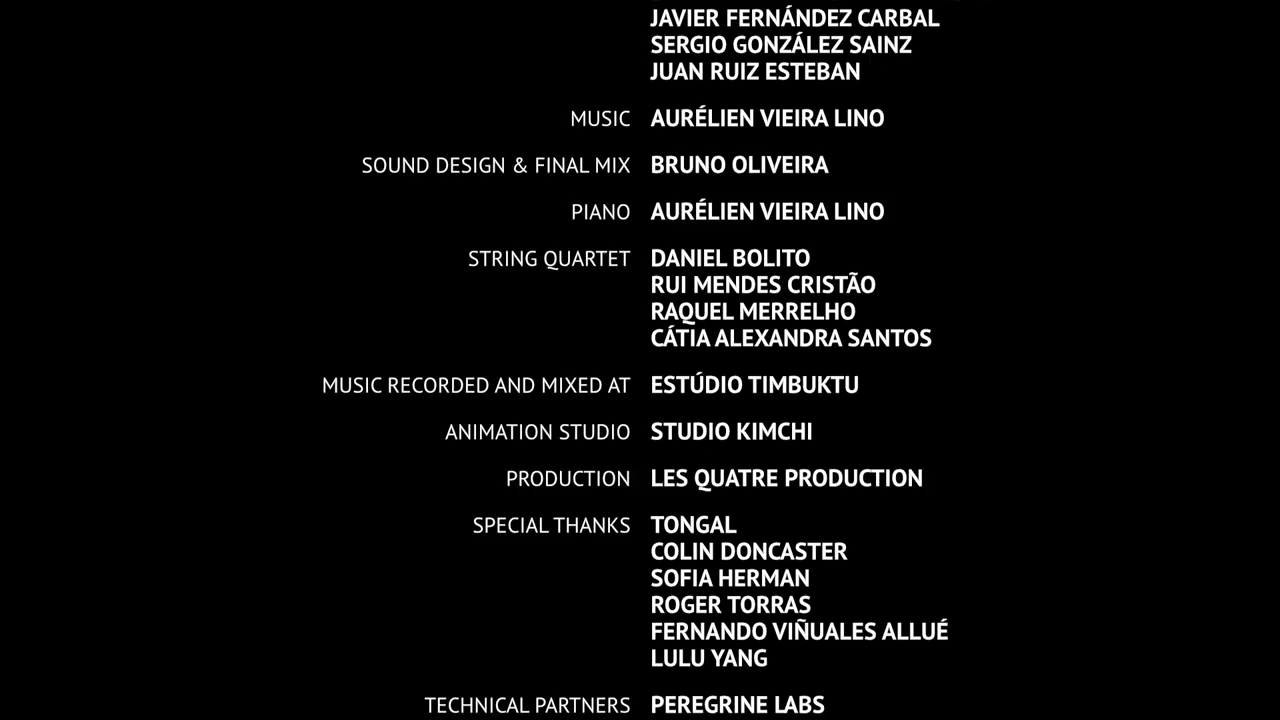 JAVIER FERNÁNDEZ CARBAL
SERGIO GONZÁLEZ SAINZ
JUAN RUIZ ESTEBAN
MUSIC AURÉLIEN VIEIRA LINO
SOUND DESIGN & FINAL MIX BRUNO OLIVEIRA
PIANO AURÉLIEN VIEIRA LINO
STRING QUARTET DANIEL BOLITO
RUI MENDES CRISTÃO
RAQUEL MERRELHO
CÁTIA ALEXANDRA SANTOS
MUSIC RECORDED AND MIXED AT ESTÚDIO TIMBUKTU
ANIMATION STUDIO STUDIO KIMCHI
PRODUCTION LES QUATRE PRODUCTION
SPECIAL THANKS TONGAL
COLIN DONCASTER
SOFIA HERMAN
ROGER TORRAS
FERNANDO VIÑUALES ALLUÉ
LULU YANG
TECHNICAL PARTNERS PEREGRINE LABS